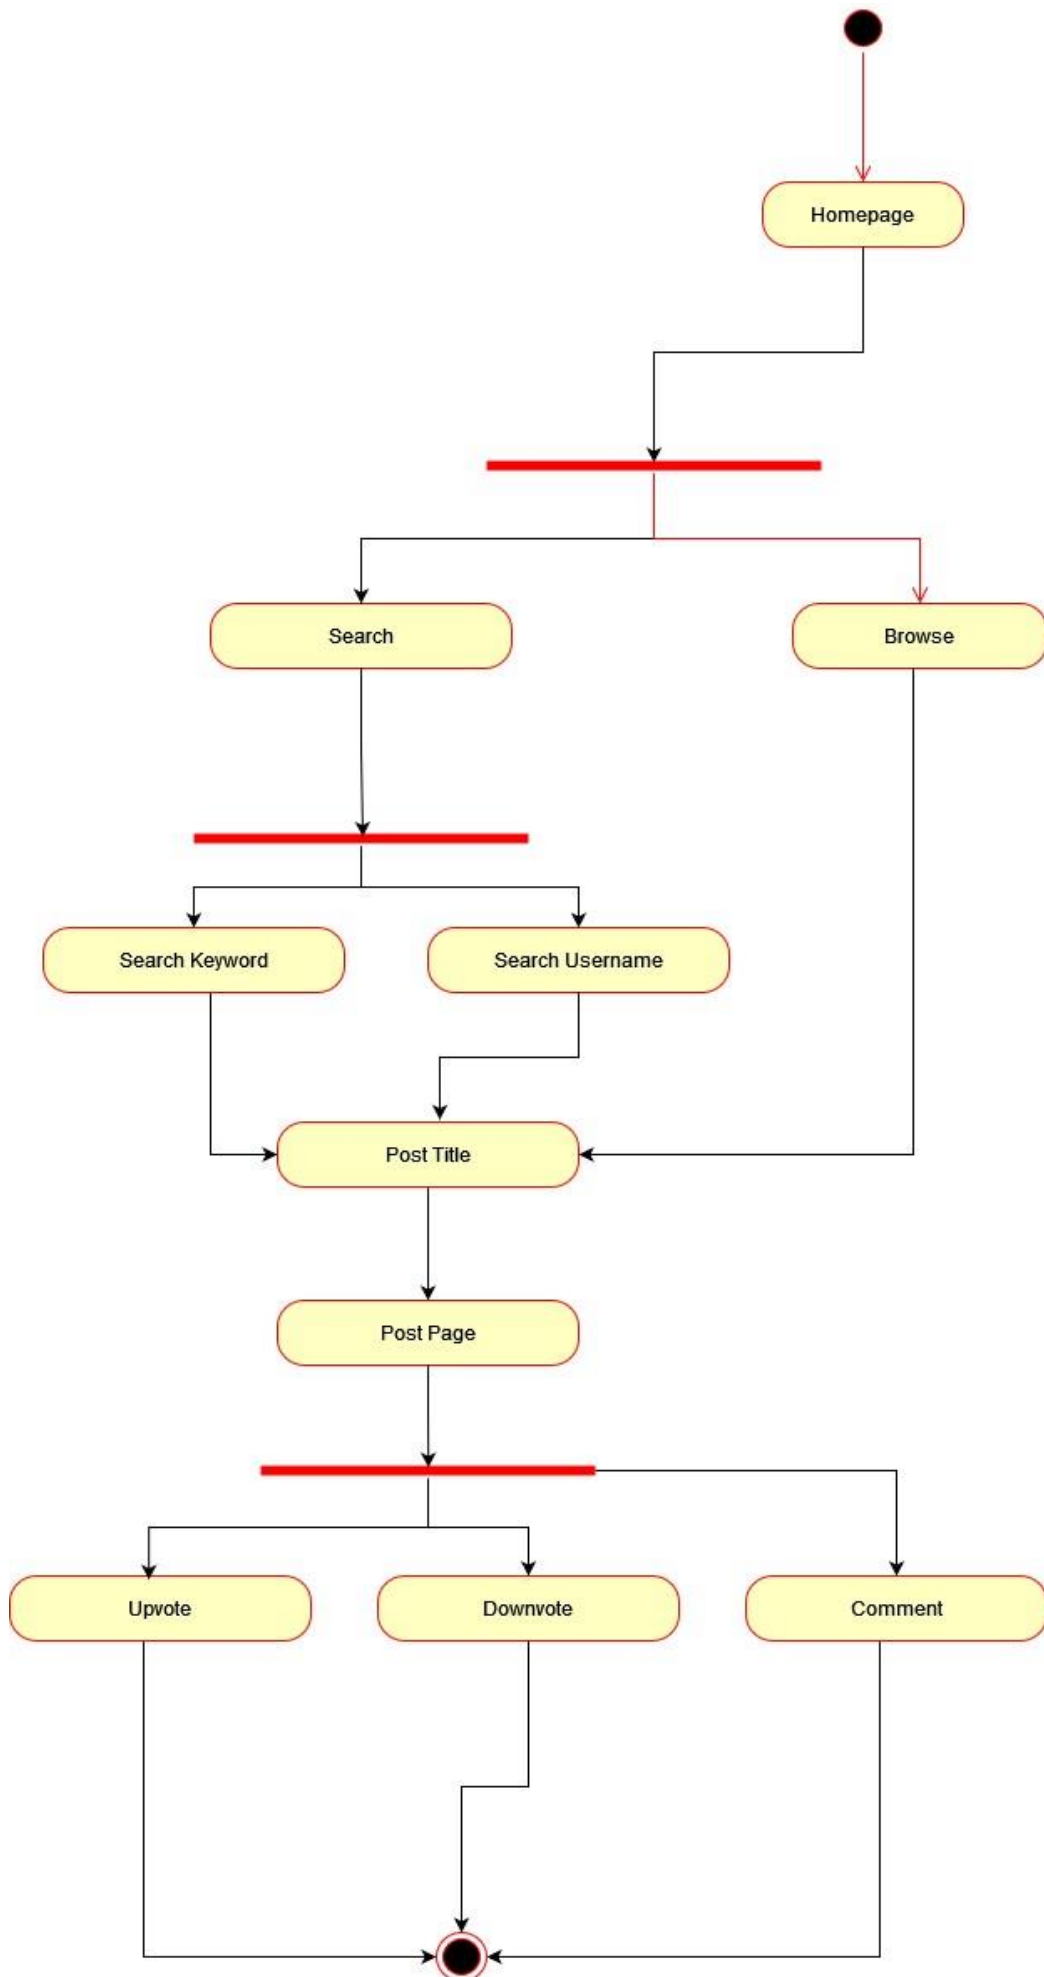 Homepage
Search
Browse
Search Keyword
Search Username
Post Title
Post Page
Upvote
Downvote
Comment